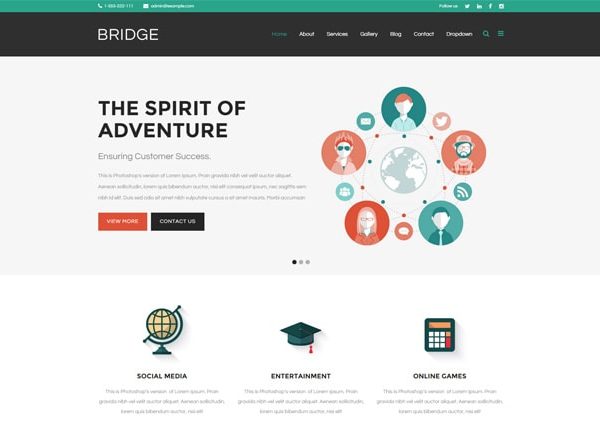 1-333-222-111 admin@example.com Follow us
BRIDGE Home About Services Gallery Blog Contact Dropdown
THE SPIRIT OF
ADVENTURE
Ensuring Customer Success.
This is Photoshop's version of Lorem Ipsum. Proin
gravida nibh vel velit auctor aliquet.
Aenean sollicitudin, lorem quis bibendum auctor,
nisi elit consequat ipsum, nec sagittis sem
nibh id elit. Duis sed odio sit amet nibh vulputate cursus a sit amet mauris. Morbi accumsan
VIEW MORE CONTACT US
SOCIAL MEDIA
This is Photoshop's version of Lorem Ipsum. Proin
gravida nibh vel velit auctor aliquet. Aenean sollicitudin,
lorem quis bibendum auctor, nisi elit
ENTERTAINMENT
This is Photoshop's version of Lorem Ipsum. Proin
gravida nibh vel velit auctor aliquet. Aenean sollicitudin,
lorem quis bibendum auctor, nisi elit
ONLINE GAMES
This is Photoshop's version of Lorem Ipsum. Proin
gravida nibh vel velit auctor aliquet. Aenean sollicitudin,
lorem quis bibendum auctor, nisi elit